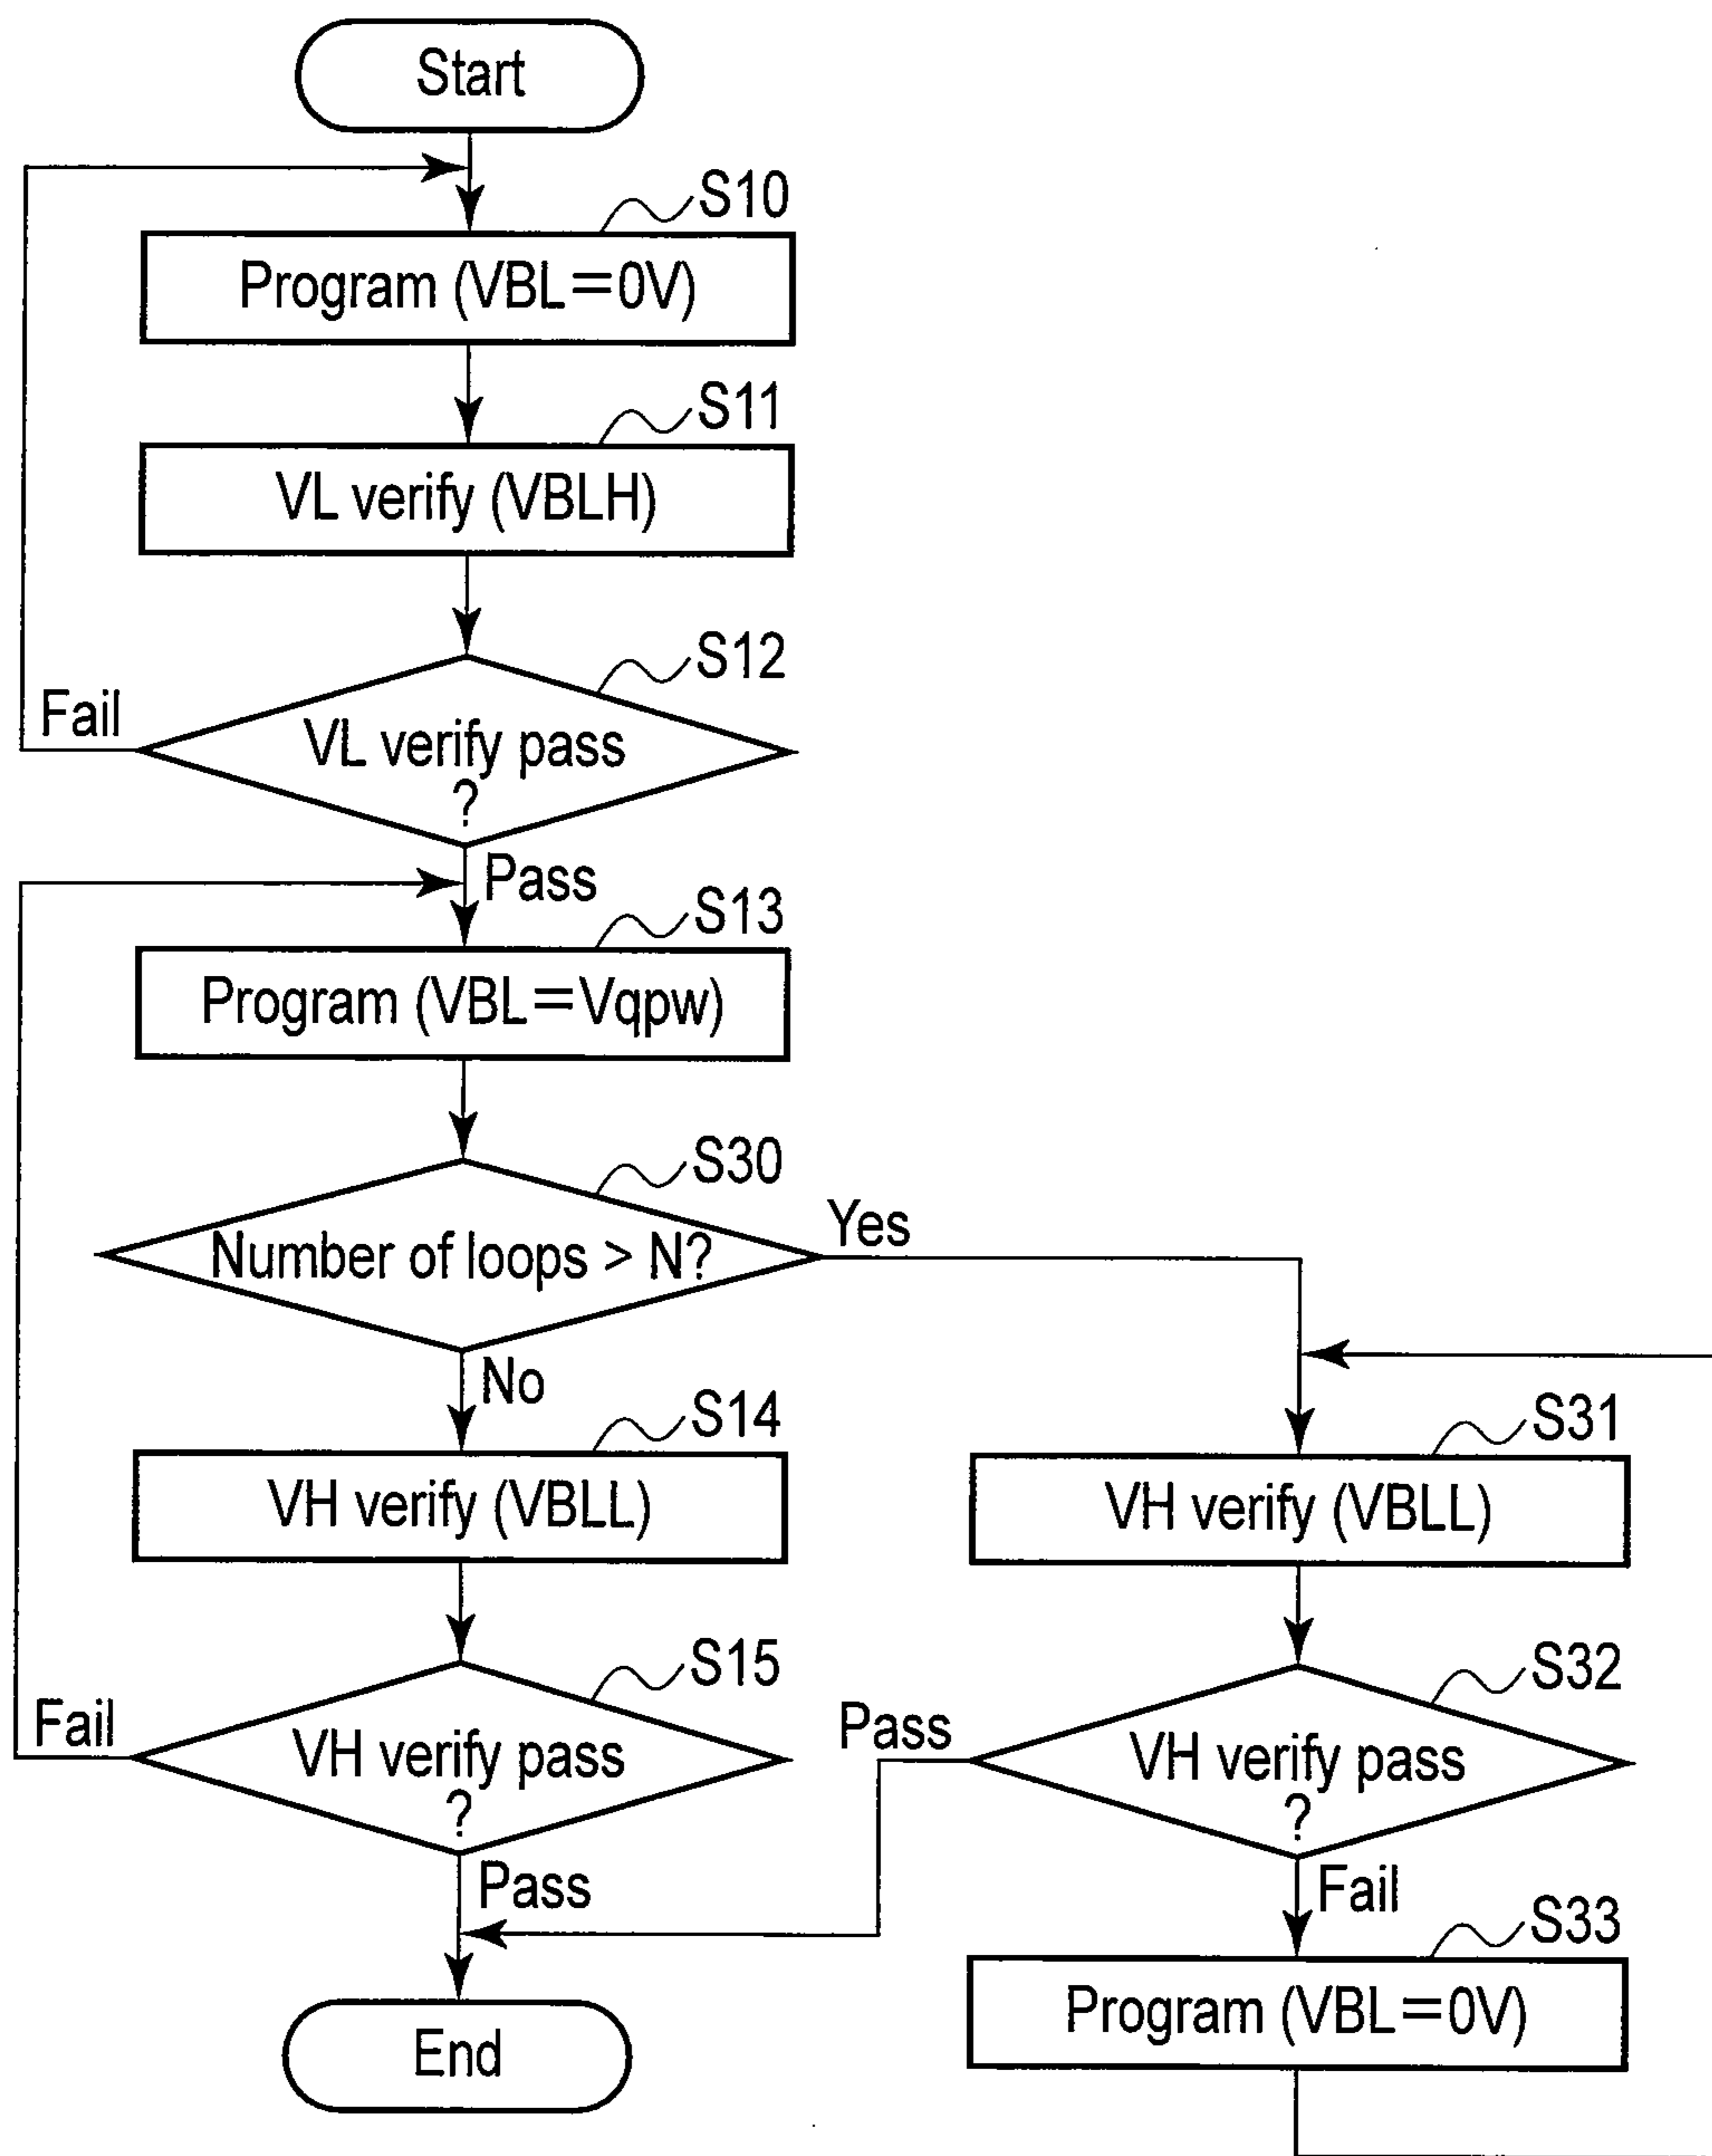 Start
S10
Program (VBL=0V)
S11
VL verify (VBLH)
S12
Fail
VL verify pass
?
Pass
S13
Program (VBL=Vqpw)
S30
Number of loops > N?
Yes
No
S14
VH verify (VBLL)
S31
VH verify (VBLL)
S15
Fail
VH verify pass
?
Pass
S32
Pass
VH verify pass
?
Fail
S33
Program (VBL=0V)
End